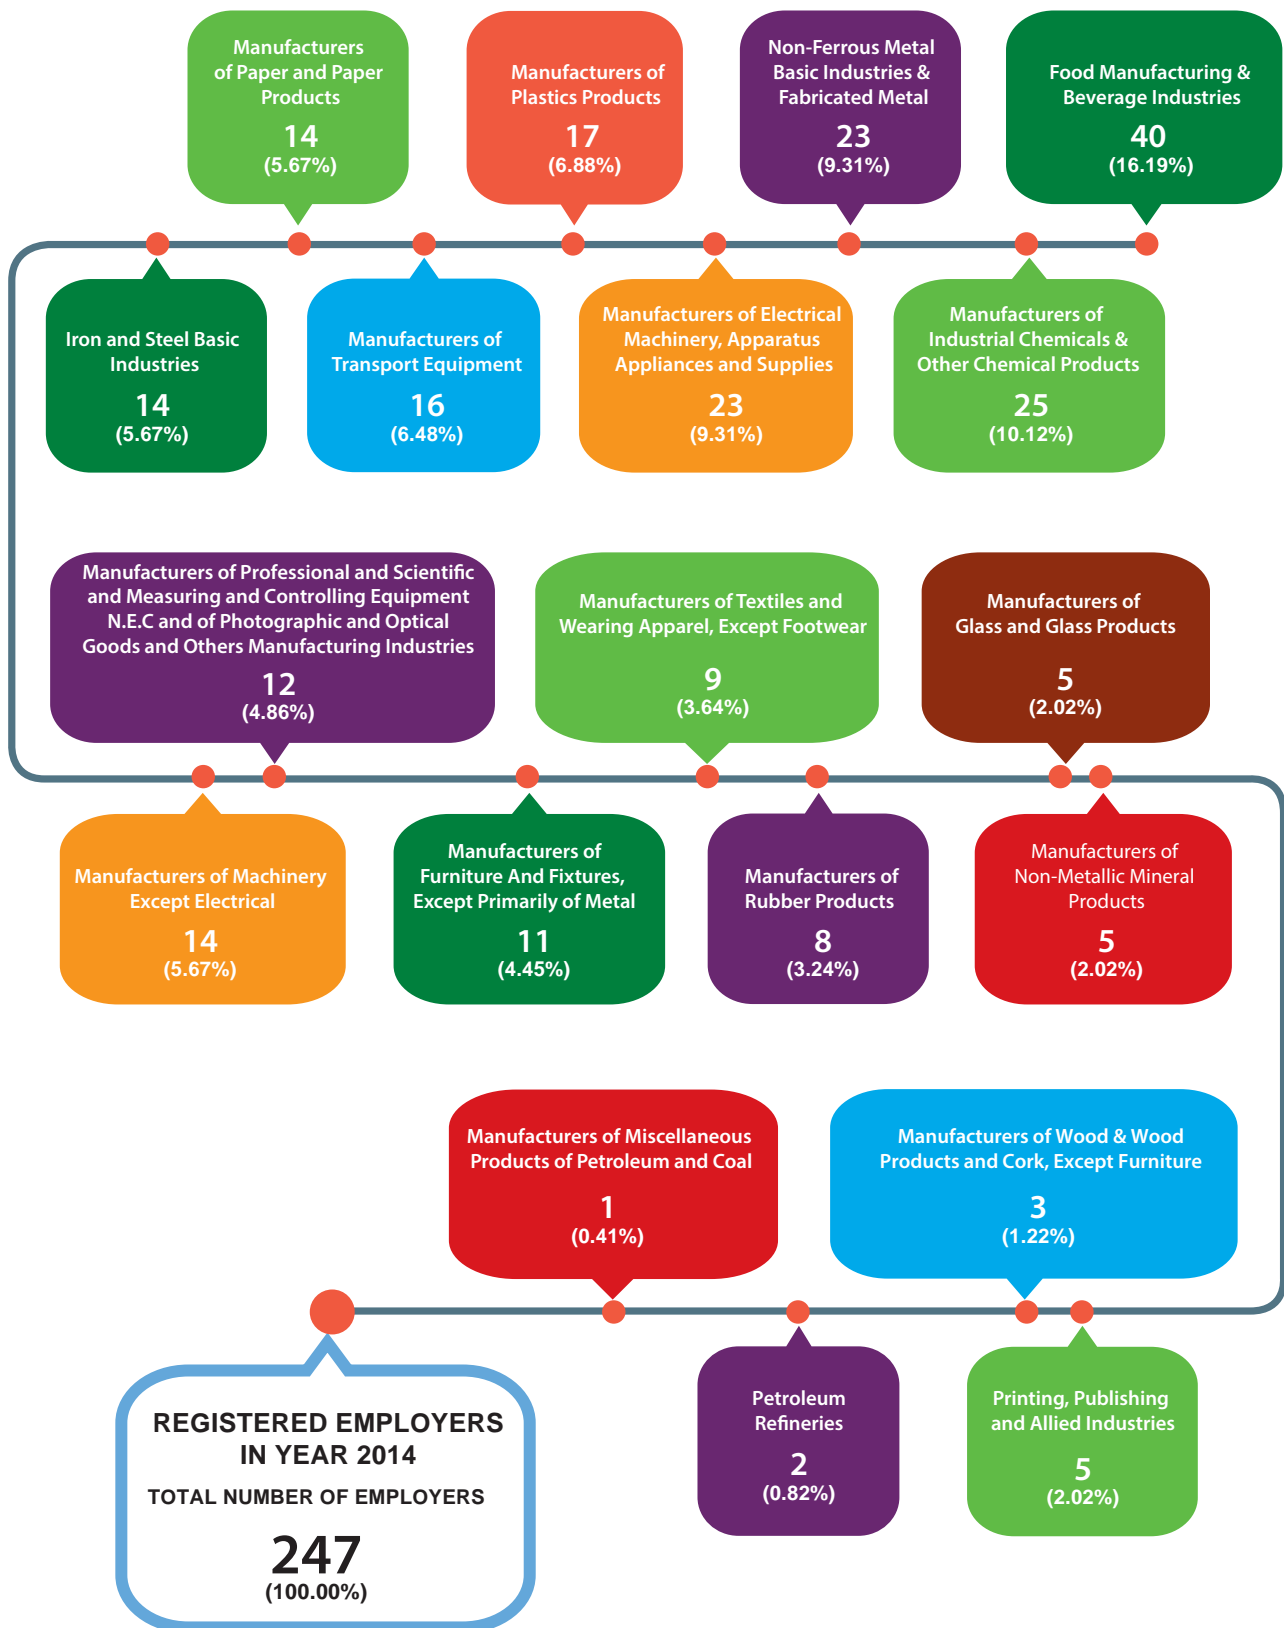 Manufacturers
of Paper and Paper
Products
14
(5.67%)
Manufacturers of
Plastics Products
17
(6.88%)
Non-Ferrous Metal
Basic Industries &
Fabricated Metal
23
(9.31%)
Food Manufacturing &
Beverage Industries
40
(16.19%)
Iron and Steel Basic
Industries
14
(5.67%)
Manufacturers of
Transport Equipment
16
(6.48%)
Manufacturers of Electrical
Machinery, Apparatus
Appliances and Supplies
23
(9.31%)
Manufacturers of
Industrial Chemicals &
Other Chemical Products
25
(10.12%)
Manufacturers of Professional and Scientific
and Measuring and Controlling Equipment
N.E.C and of Photographic and Optical
Goods and Others Manufacturing Industries
12
(4.86%)
Manufacturers of Textiles and
Wearing Apparel, Except Footwear
9
(3.64%)
Manufacturers of
Glass and Glass Products
5
(2.02%)
Manufacturers of Machinery
Except Electrical
14
(5.67%)
Manufacturers of
Furniture And Fixtures,
Except Primarily of Metal
11
(4.45%)
Manufacturers of
Rubber Products
8
(3.24%)
Manufacturers of
Non-Metallic Mineral
Products
5
(2.02%)
Manufacturers of Miscellaneous
Products of Petroleum and Coal
1
(0.41%)
Manufacturers of Wood & Wood
Products and Cork, Except Furniture
3
(1.22%)
Petroleum
Refineries
2
(0.82%)
Printing, Publishing
and Allied Industries
5
(2.02%)
REGISTERED EMPLOYERS
IN YEAR 2014
TOTAL NUMBER OF EMPLOYERS
247
(100.00%)